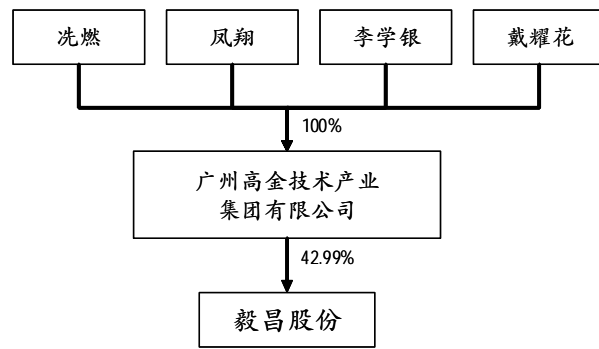 冼燃
凤翔
李学银
戴耀花
100%
广州高金技术产业
集团有限公司
42.99%
毅昌股份